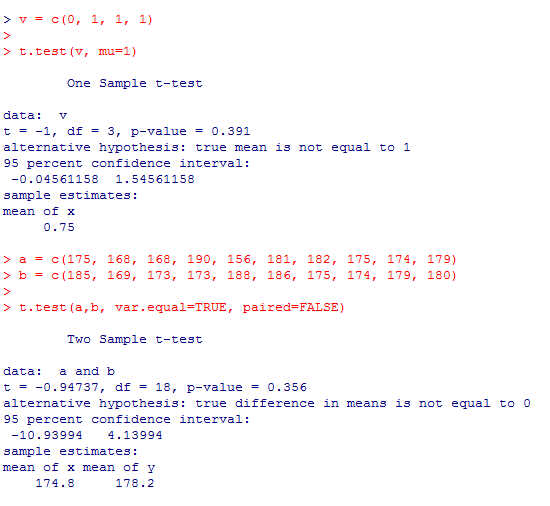 > v = c(0, 1, 1, 1)
>
> t.test(v, mu=1)
One Sample t-test
data:  v
t = -1, df = 3, p-value = 0.391
alternative hypothesis: true mean is not equal to 1
95 percent confidence interval:
-0.04561158  1.54561158
sample estimates:
mean of x
0.75
> a = c(175, 168, 168, 190, 156, 181, 182, 175, 174, 179)
> b = c(185, 169, 173, 173, 188, 186, 175, 174, 179, 180)
>
> t.test(a,b, var.equal=TRUE, paired=FALSE)
Two Sample t-test
data:  a and b
t = -0.94737, df = 18, p-value = 0.356
alternative hypothesis: true difference in means is not equal to 0
95 percent confidence interval:
-10.93994   4.13994
sample estimates:
mean of x mean of y
174.8     178.2